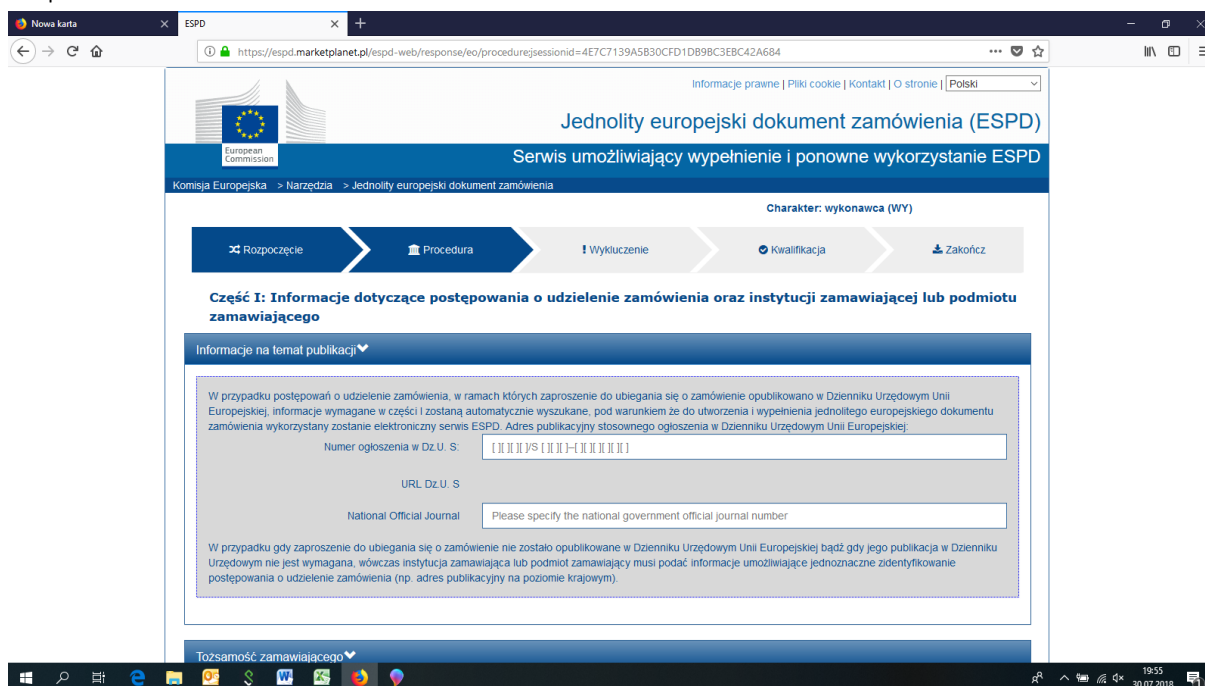 Nowa karta
ESPD
https://espd.marketplanet.pl/espd-web/response/eo/procedure;jsessionid=4E7C7139A5B30CFD1DB9BC3EBC42A684
Informacje prawne | Pliki cookie | Kontakt | O stronie | Polski
Jednolity europejski dokument zamówienia (ESPD)
European
Commission
Serwis umożliwiający wypełnienie i ponowne wykorzystanie ESPD
Komisja Europejska > Narzędzia > Jednolity europejski dokument zamówienia
Charakter: wykonawca (WY)
Rozpoczęcie
Procedura
Wykluczenie
Kwalifikacja
Zakończ
Część I: Informacje dotyczące postępowania o udzielenie zamówienia oraz instytucji zamawiającej lub podmiotu
zamawiającego
Informacje na temat publikacji
W przypadku postępowań o udzielenie zamówienia, w ramach których zaproszenie do ubiegania się o zamówienie opublikowano w Dzienniku Urzędowym Unii
Europejskiej, informacje wymagane w części I zostaną automatycznie wyszukane, pod warunkiem że do utworzenia i wypełnienia jednolitego europejskiego dokumentu
zamówienia wykorzystany zostanie elektroniczny serwis ESPD. Adres publikacyjny stosownego ogłoszenia w Dzienniku Urzędowym Unii Europejskiej:
Numer ogłoszenia w Dz.U. S: [ ][ ][ ][ ]/S [ ][ ][ ]–[ ][ ][ ][ ][ ][ ][ ]
URL Dz.U. S
National Official Journal Please specify the national government official journal number
W przypadku gdy zaproszenie do ubiegania się o zamówienie nie zostało opublikowane w Dzienniku Urzędowym Unii Europejskiej bądź gdy jego publikacja w Dzienniku
Urzędowym nie jest wymagana, wówczas instytucja zamawiająca lub podmiot zamawiający musi podać informacje umożliwiające jednoznaczne zidentyfikowanie
postępowania o udzielenie zamówienia (np. adres publikacyjny na poziomie krajowym).
Tożsamość zamawiającego
19:55
30.07.2018